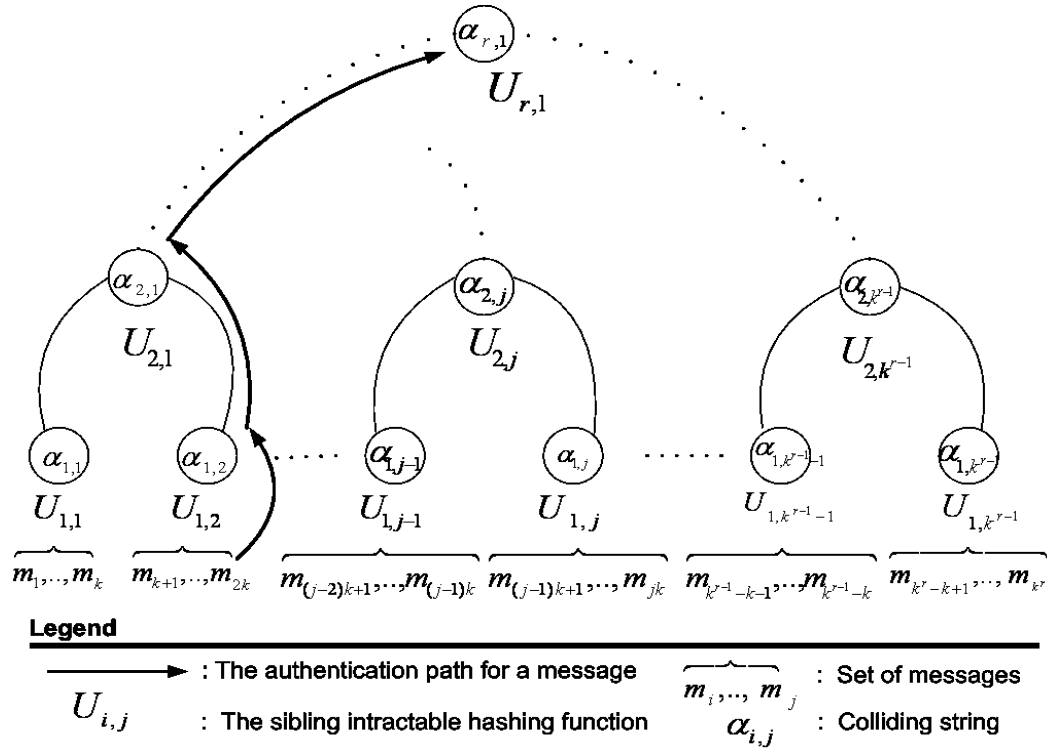 α_{r,1}
U_{r,1}
α_{2,1} α_{2,j} α_{2,k^{r-1}}
U_{2,1} U_{2,j} U_{2,k^{r-1}}
α_{1,1} α_{1,2} α_{1,j-1} α_{1,j} α_{1,k^{r-1}-1} α_{1,k^{r-}}
U_{1,1} U_{1,2} U_{1,j-1} U_{1,j} U_{1,k^{r-1}-1} U_{1,k^{r-1}}
m_1,..,m_k m_{k+1},..,m_{2k} m_{(j-2)k+1},..,m_{(j-1)k} m_{(j-1)k+1},.., m_{jk} m_{k^{r-1}-k-1},..,m_{k^{r-1}-k} m_{k^r-k+1},.., m_{k^r}
Legend
: The authentication path for a message
m_i,.., m_j : Set of messages
U_{i,j} : The sibling intractable hashing function
α_{i,j} : Colliding string